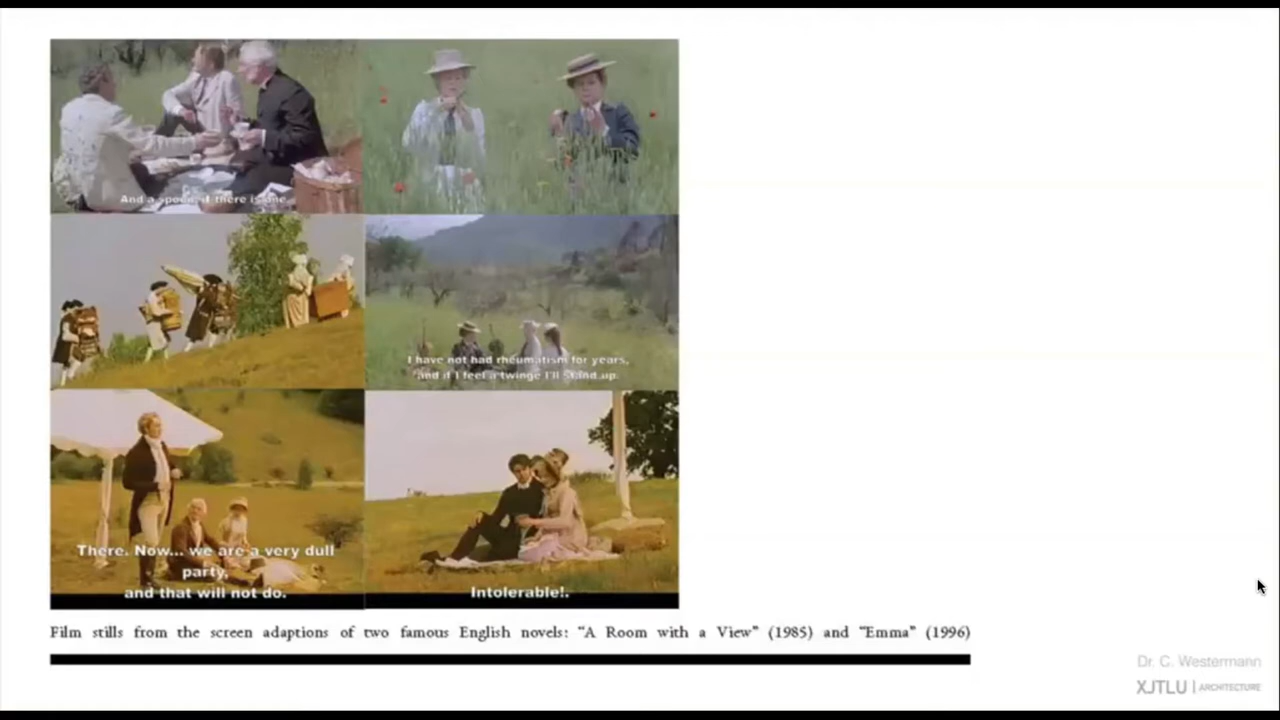 And a spoon, if there is one.
I have not had rheumatism for years,
and if I feel a twinge I'll stand up.
There. Now... we are a very dull
party,
and that will not do.
Intolerable!.
Film stills from the screen adaptions of two famous English novels: “A Room with a View” (1985) and “Emma” (1996)
Dr. C. Westermann
XJTLU | ARCHITECTURE